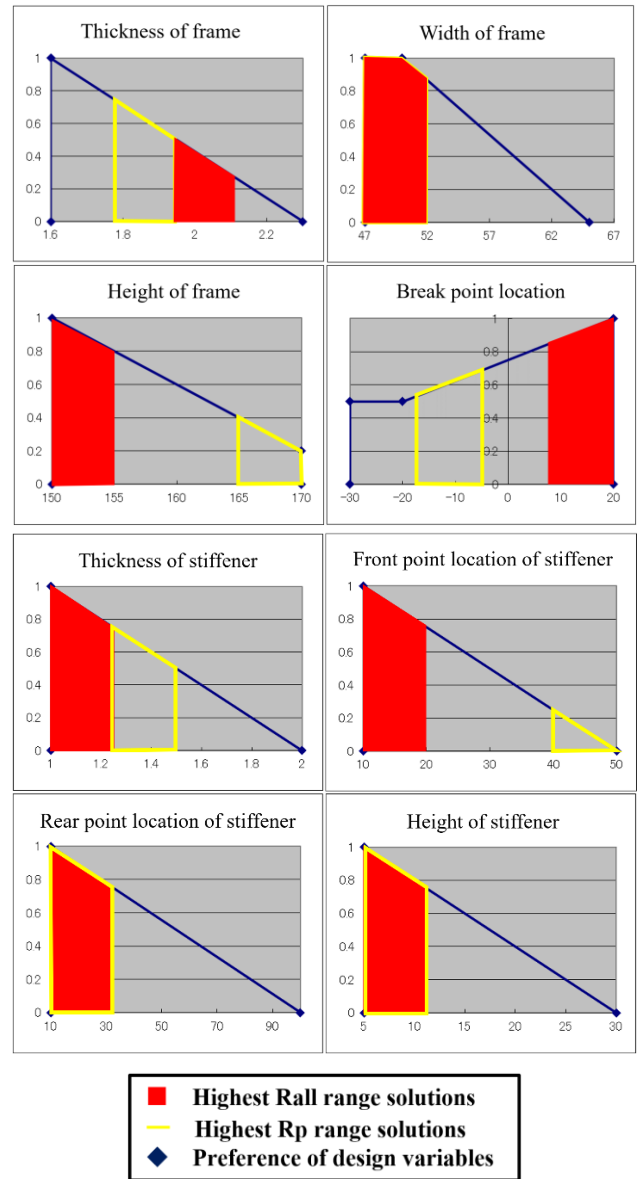 Thickness of frame
1
0.8
0.6
0.4
0.2
0
1.6 1.8 2 2.2
Width of frame
1
0.8
0.6
0.4
0.2
0
47 52 57 62 67
Height of frame
1
0.8
0.6
0.4
0.2
0
150 155 160 165 170
Break point location
1
0.8
0.6
0.4
0.2
0
-30 -20 -10 0 10 20
Thickness of stiffener
1
0.8
0.6
0.4
0.2
0
1 1.2 1.4 1.6 1.8 2
Front point location of stiffener
1
0.8
0.6
0.4
0.2
0
10 20 30 40 50
Rear point location of stiffener
1
0.8
0.6
0.4
0.2
0
10 30 50 70 90
Height of stiffener
1
0.8
0.6
0.4
0.2
0
5 10 15 20 25 30
Highest Rall range solutions
Highest Rp range solutions
Preference of design variables